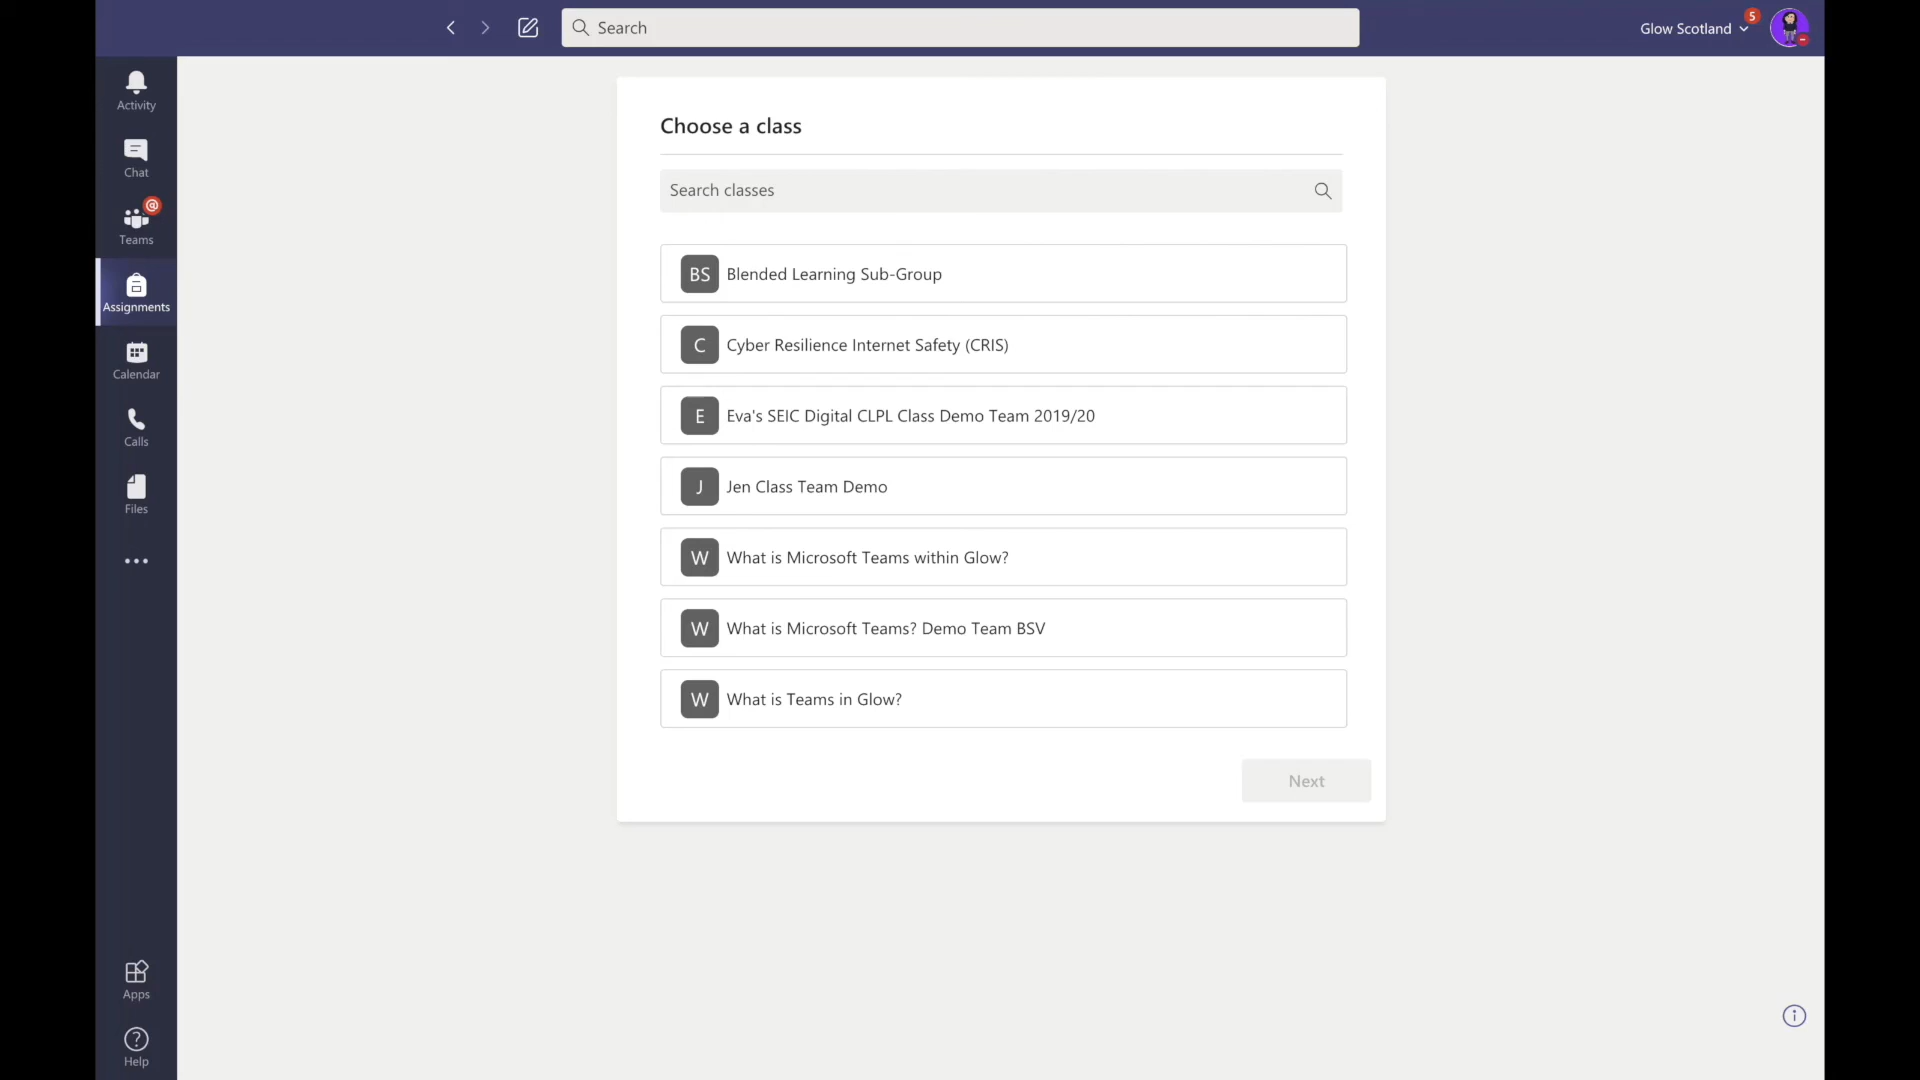 Search
Glow Scotland
5
Activity
Chat
@
Teams
Assignments
Calendar
Calls
Files
Apps
Help
Choose a class
Search classes
BS Blended Learning Sub-Group
C Cyber Resilience Internet Safety (CRIS)
E Eva's SEIC Digital CLPL Class Demo Team 2019/20
J Jen Class Team Demo
W What is Microsoft Teams within Glow?
W What is Microsoft Teams? Demo Team BSV
W What is Teams in Glow?
Next